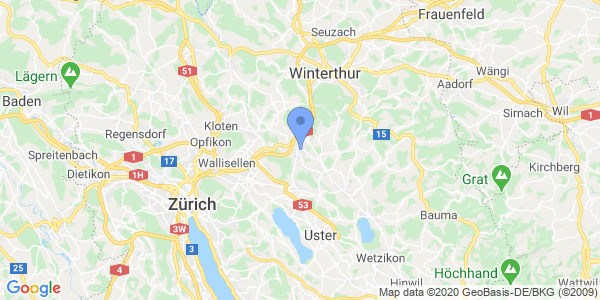 Frauenfeld
Seuzach
Winterthur
Lägern
51
Wängi
Aadorf
Baden
Sirnach
Wil
1
Kloten
Regensdorf
15
Opfikon
Spreitenbach
1
17
Wallisellen
Kirchberg
Dietikon
1H
Grat
Zürich
53
Bauma
3W
Uster
3
Wetzikon
25
4
Höchhand
Hinwil
Wattwil
Google
Map data ©2020 GeoBasis-DE/BKG (©2009)